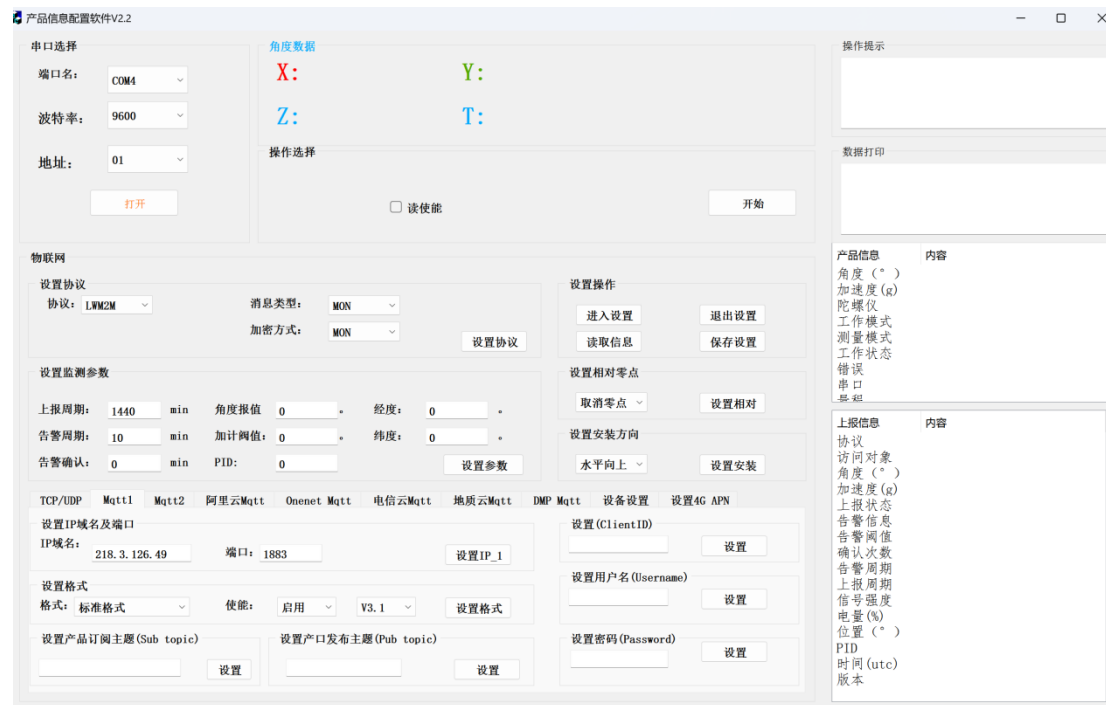 产品信息配置软件V2.2
串口选择
端口名： COM4
波特率： 9600
地址： 01
打开
角度数据
X: Y:
Z: T:
操作选择
读使能 开始
操作提示
数据打印
物联网
设置协议
协议： LWM2M 消息类型： MON
加密方式： MON 设置协议
设置操作
进入设置 退出设置
读取信息 保存设置
设置监测参数
上报周期： 1440 min 角度报值 0 。 经度： 0 。
告警周期： 10 min 加计阀值： 0 。 纬度： 0 。
告警确认： 0 min PID: 0 设置参数
设置相对零点
取消零点 设置相对
设置安装方向
水平向上 设置安装
TCP/UDP Mqtt1 Mqtt2 阿里云Mqtt Onenet Mqtt 电信云Mqtt 地质云Mqtt DMP Mqtt 设备设置 设置4G APN
设置IP域名及端口
IP域名： 218.3.126.49 端口： 1883 设置IP_1
设置格式
格式： 标准格式 使能： 启用 V3.1 设置格式
设置产品订阅主题(Sub topic)
设置
设置产口发布主题(Pub topic)
设置
设置(ClientID)
设置
设置用户名(Username)
设置
设置密码(Password)
设置
产品信息 内容
角度（°）
加速度(g)
陀螺仪
工作模式
测量模式
工作状态
错误
串口
量程
上报信息 内容
协议
访问对象
角度（°）
加速度(g)
上报状态
告警信息
告警阈值
确认次数
告警周期
上报周期
信号强度
电量(%)
位置（°）
PID
时间(utc)
版本